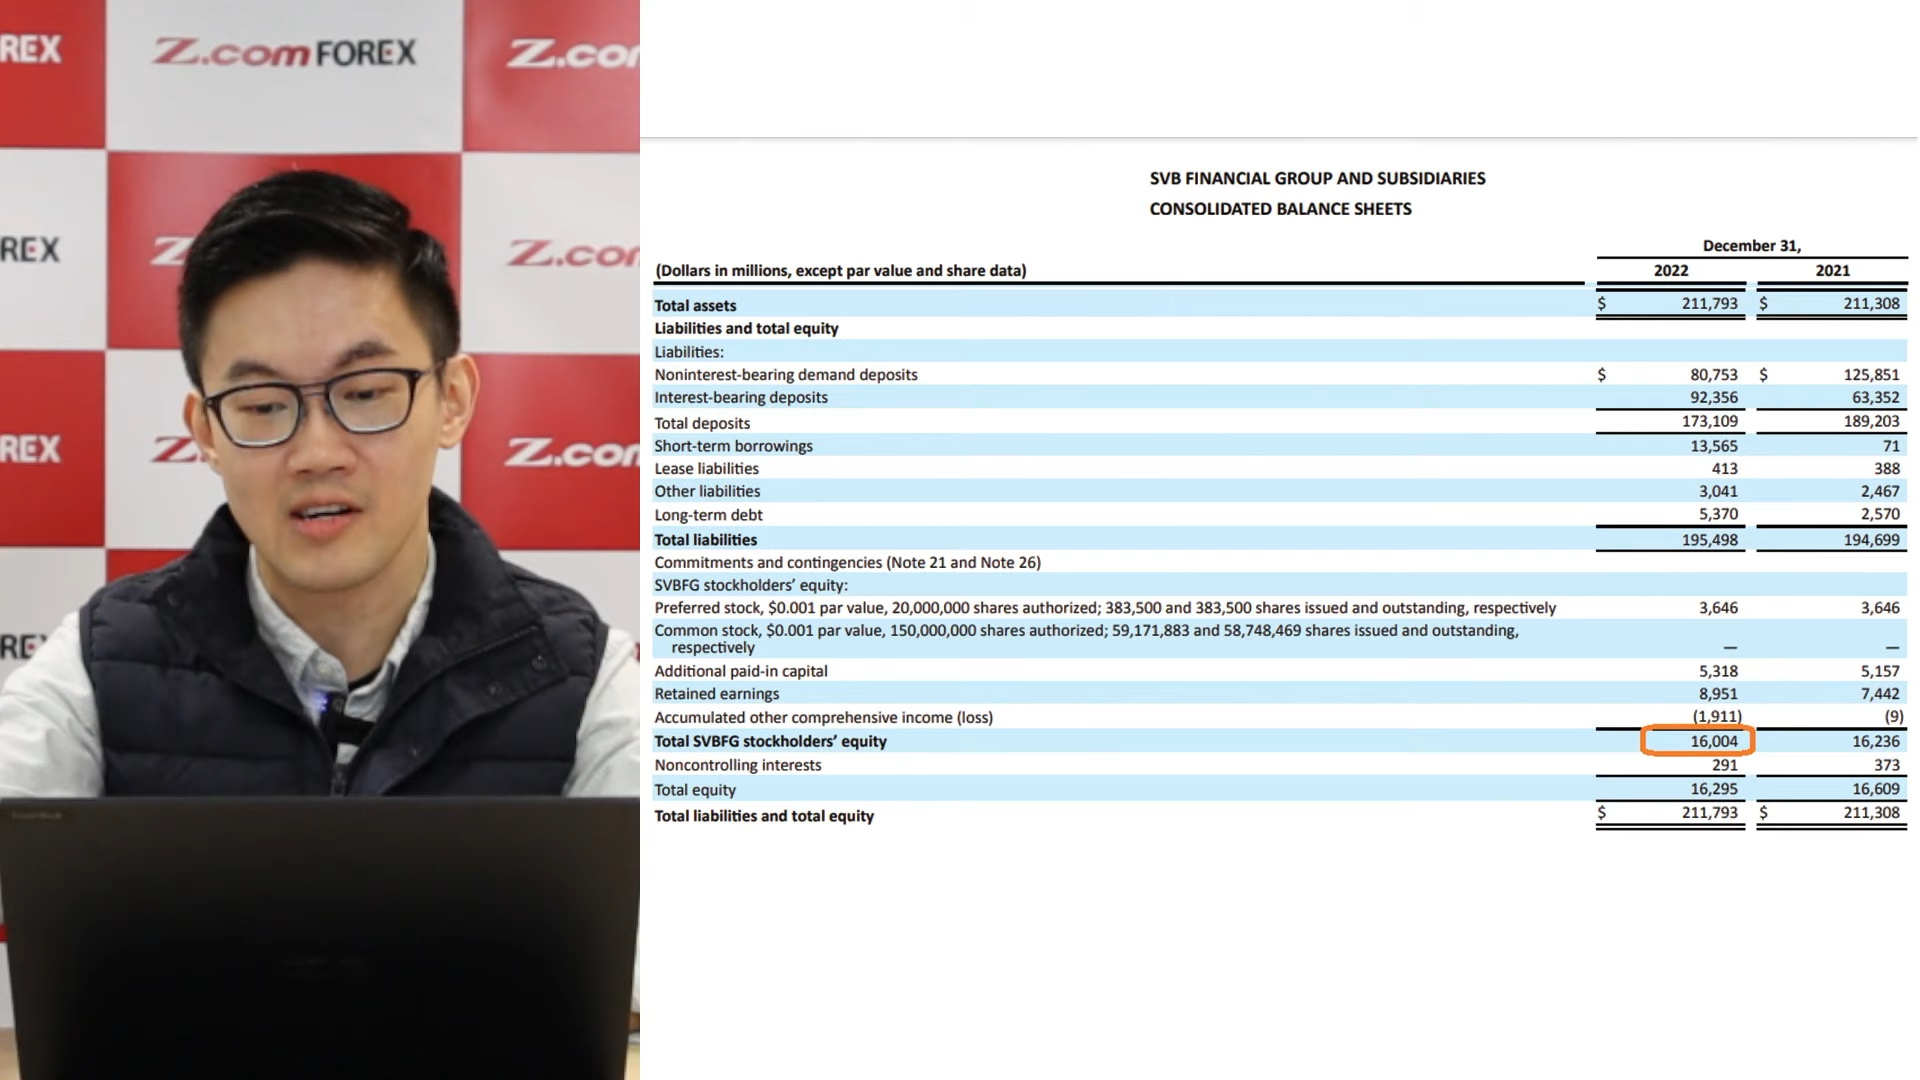 REX Z.com FOREX Z.com
REX Z.com
REX Z. Z.com
RE
SVB FINANCIAL GROUP AND SUBSIDIARIES
CONSOLIDATED BALANCE SHEETS
December 31,
(Dollars in millions, except par value and share data) 2022 2021
Total assets $ 211,793 $ 211,308
Liabilities and total equity
Liabilities:
Noninterest-bearing demand deposits $ 80,753 $ 125,851
Interest-bearing deposits 92,356 63,352
Total deposits 173,109 189,203
Short-term borrowings 13,565 71
Lease liabilities 413 388
Other liabilities 3,041 2,467
Long-term debt 5,370 2,570
Total liabilities 195,498 194,699
Commitments and contingencies (Note 21 and Note 26)
SVBFG stockholders’ equity:
Preferred stock, $0.001 par value, 20,000,000 shares authorized; 383,500 and 383,500 shares issued and outstanding, respectively 3,646 3,646
Common stock, $0.001 par value, 150,000,000 shares authorized; 59,171,883 and 58,748,469 shares issued and outstanding,
respectively — —
Additional paid-in capital 5,318 5,157
Retained earnings 8,951 7,442
Accumulated other comprehensive income (loss) (1,911) (9)
Total SVBFG stockholders’ equity 16,004 16,236
Noncontrolling interests 291 373
Total equity 16,295 16,609
Total liabilities and total equity $ 211,793 $ 211,308